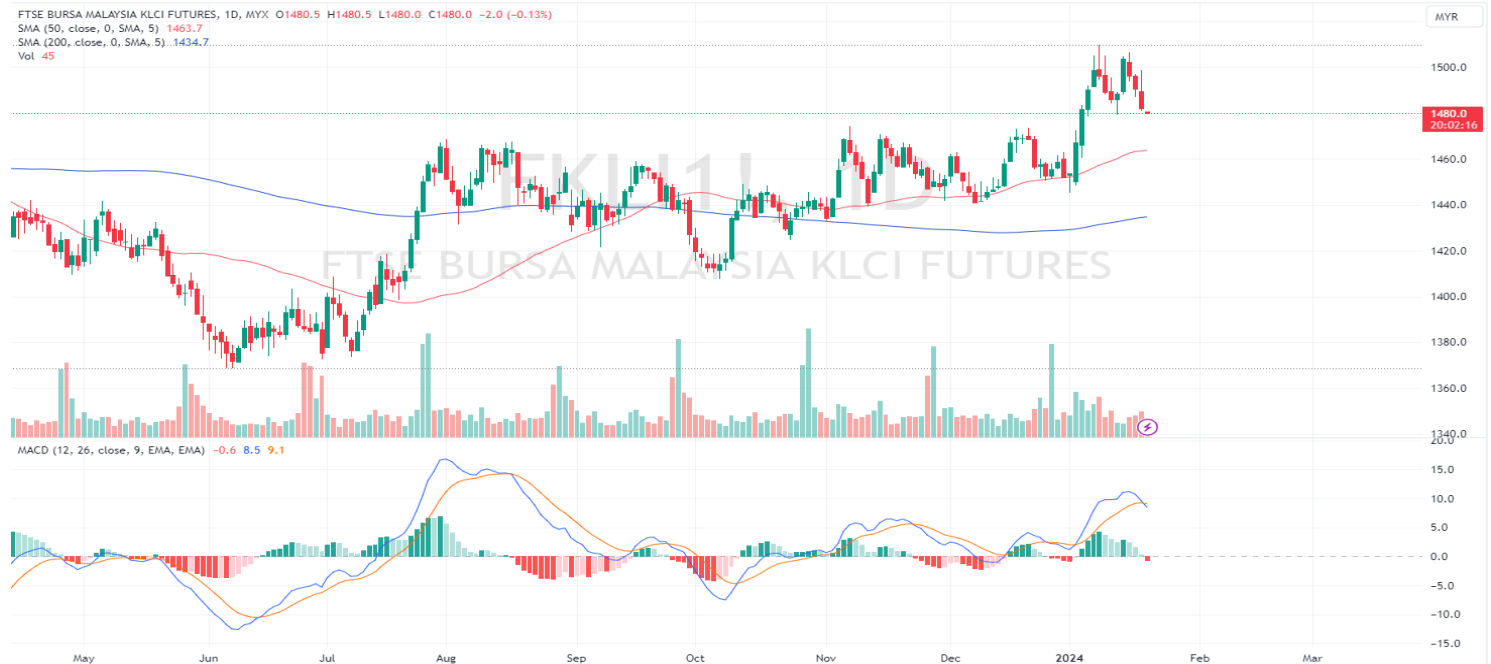 FTSE BURSA MALAYSIA KLCI FUTURES, 1D, MYX O1480.5 H1480.5 L1480.0 C1480.0 −2.0 (−0.13%)
MYR
SMA (50, close, 0, SMA, 5) 1463.7
SMA (200, close, 0, SMA, 5) 1434.7
Vol 45
1500.0
1480.0
20:02:16
1460.0
FKLI1!, 1D
1440.0
1420.0
FTSE BURSA MALAYSIA KLCI FUTURES
1400.0
1380.0
1360.0
1340.0
20.0
MACD (12, 26, close, 9, EMA, EMA) −0.6 8.5 9.1
15.0
10.0
5.0
0.0
−5.0
−10.0
−15.0
May Jun Jul Aug Sep Oct Nov Dec 2024 Feb Mar